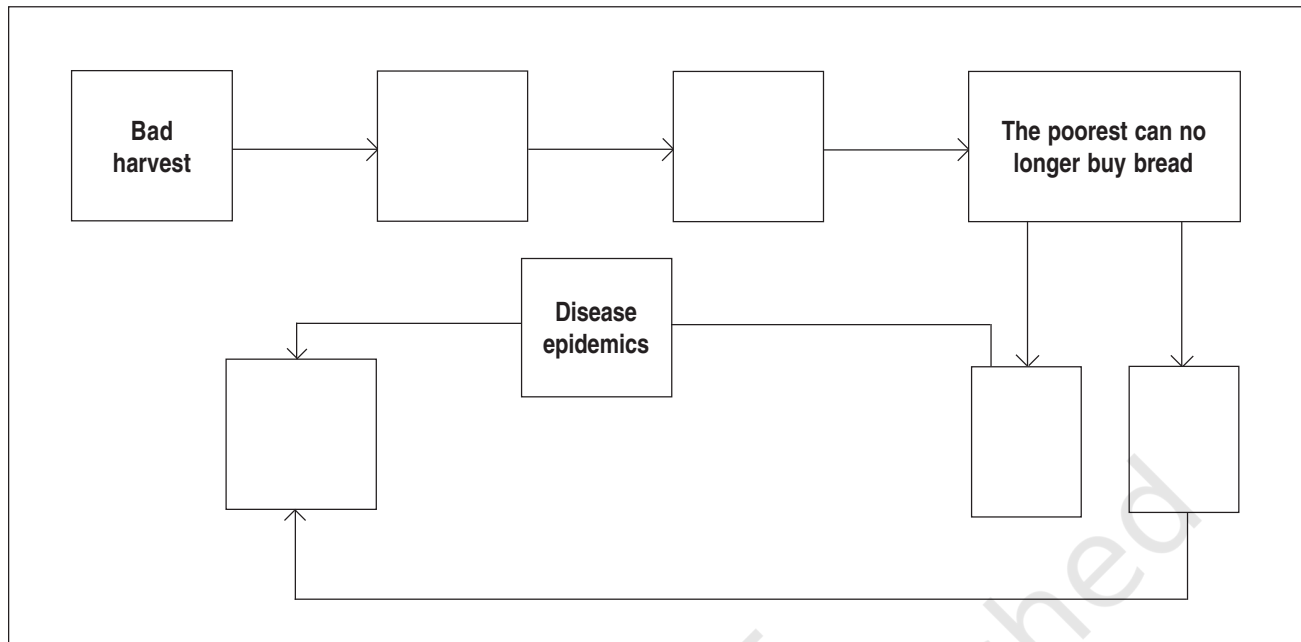 Bad
harvest
The poorest can no
longer buy bread
Disease
epidemics